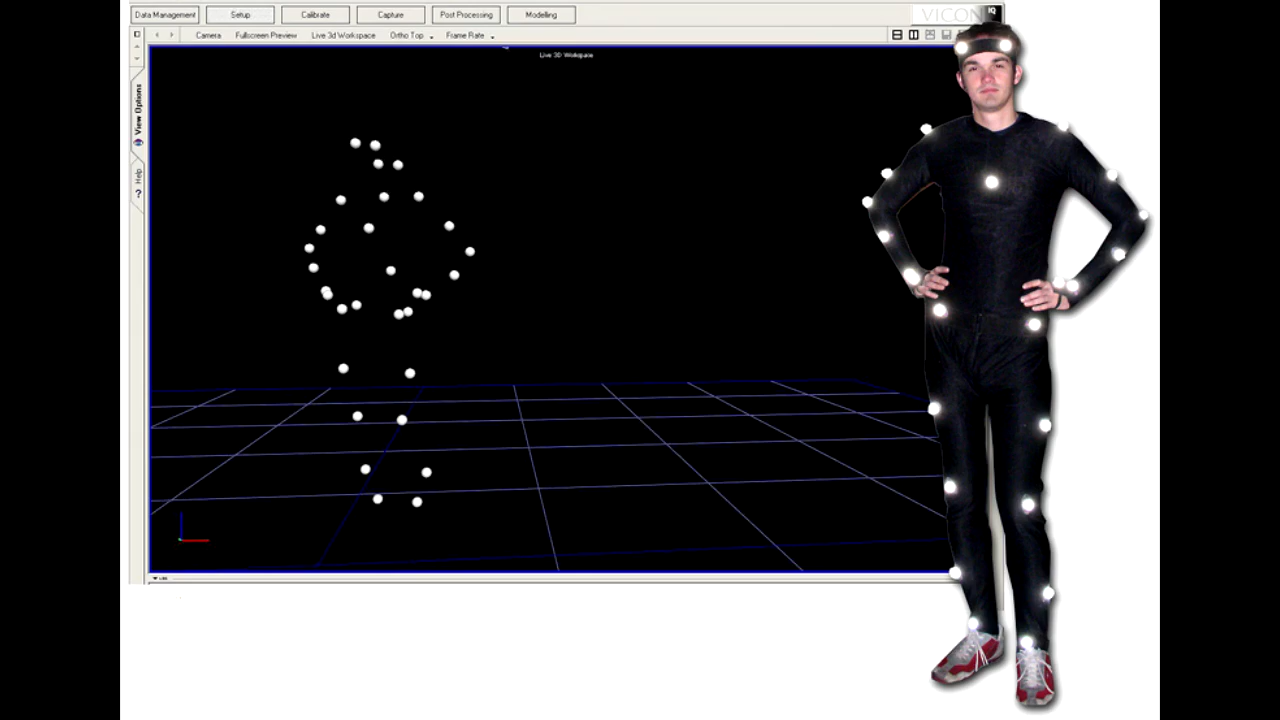 Data Management Setup Calibrate Capture Post Processing Modelling VICON iQ
Camera Fullscreen Preview Live 3d Workspace Ortho Top Frame Rate
Live 3D Workspace
View Options
Help
?